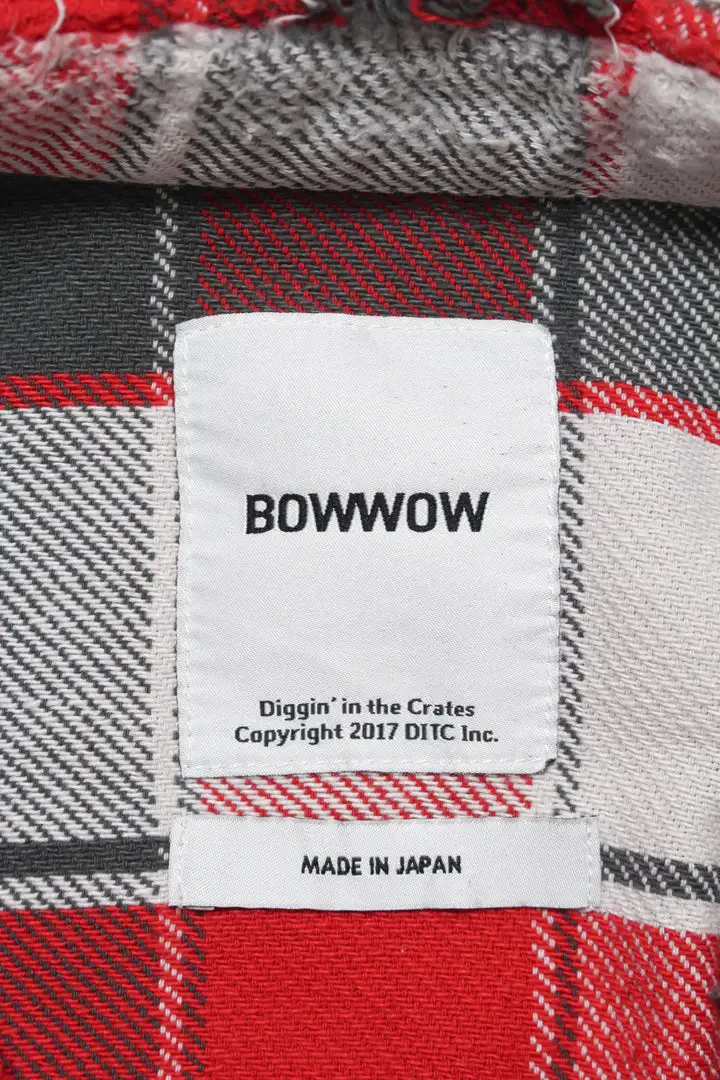 BOWWOW
Diggin' in the Crates
Copyright 2017 DITC Inc.
MADE IN JAPAN